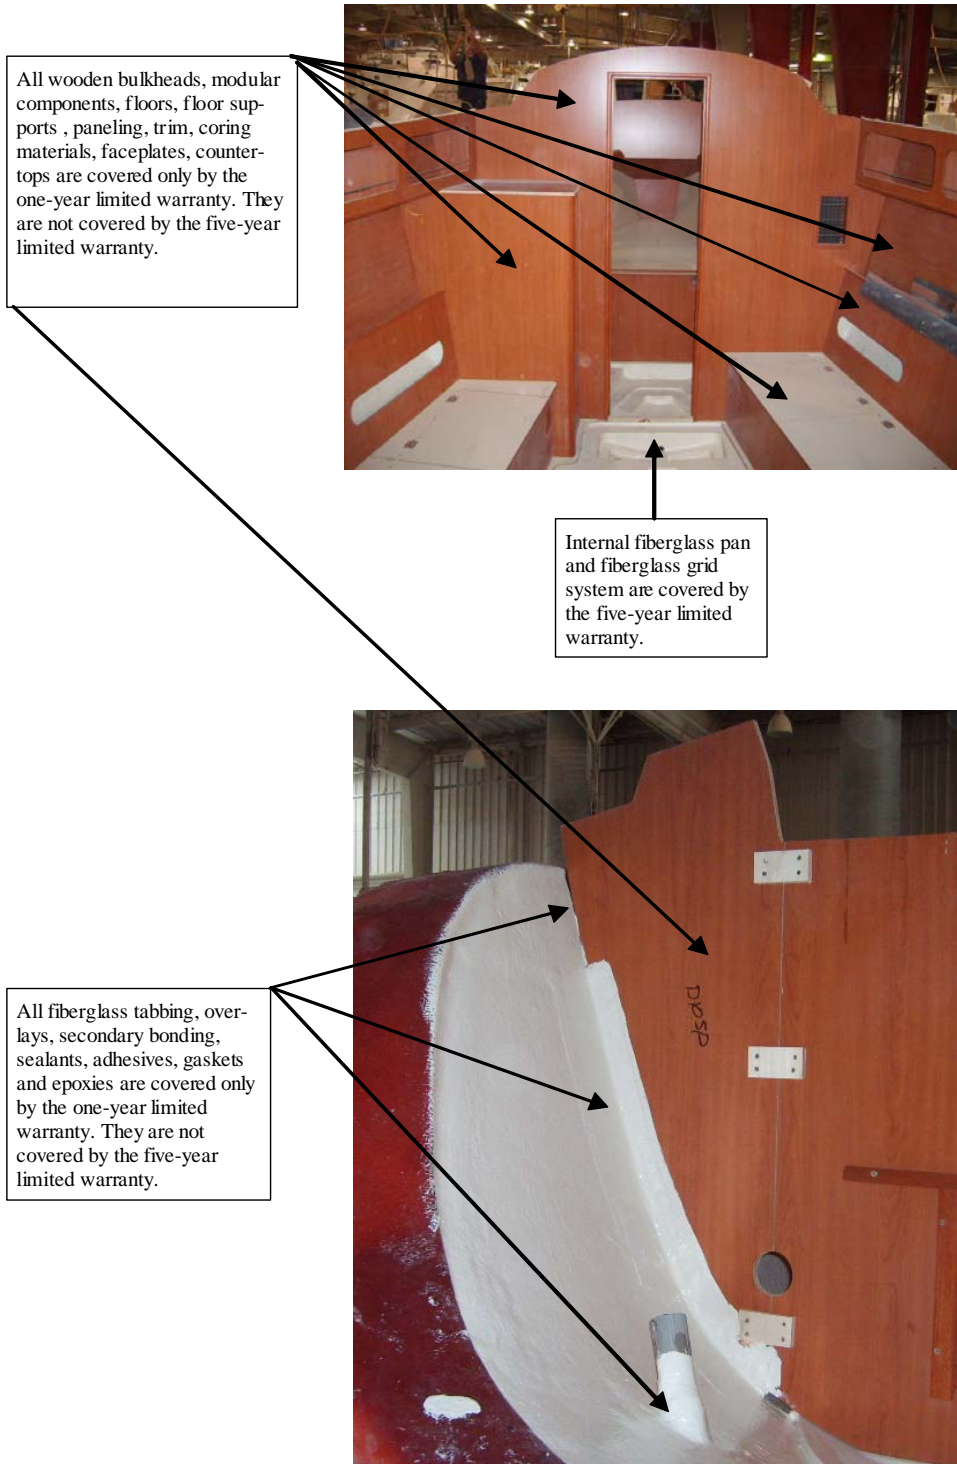 All wooden bulkheads, modular
components, floors, floor sup-
ports , paneling, trim, coring
materials, faceplates, counter-
tops are covered only by the
one-year limited warranty. They
are not covered by the five-year
limited warranty.
Internal fiberglass pan
and fiberglass grid
system are covered by
the five-year limited
warranty.
DDSP
All fiberglass tabbing, over-
lays, secondary bonding,
sealants, adhesives, gaskets
and epoxies are covered only
by the one-year limited
warranty. They are not
covered by the five-year
limited warranty.